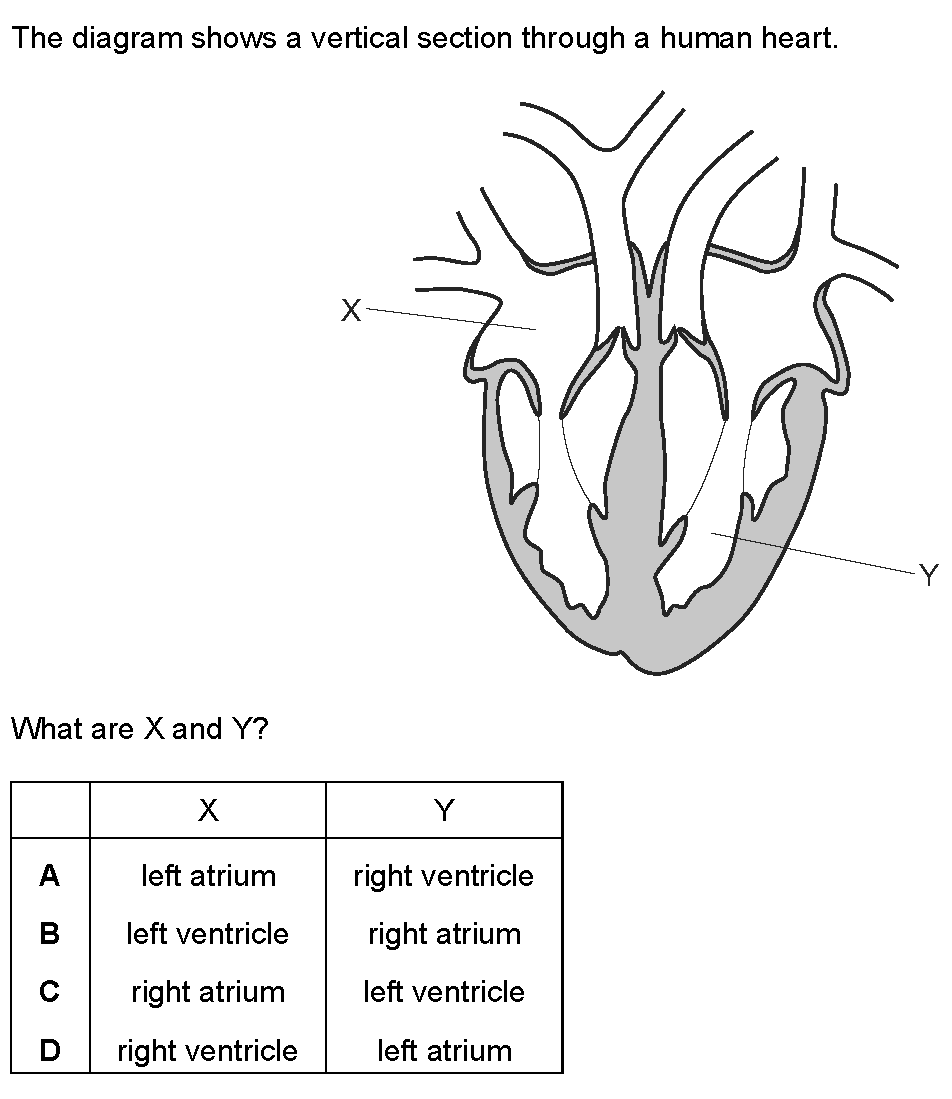 The diagram shows a vertical section through a human heart.
X
Y
What are X and Y?
X Y
A left atrium right ventricle
B left ventricle right atrium
C right atrium left ventricle
D right ventricle left atrium